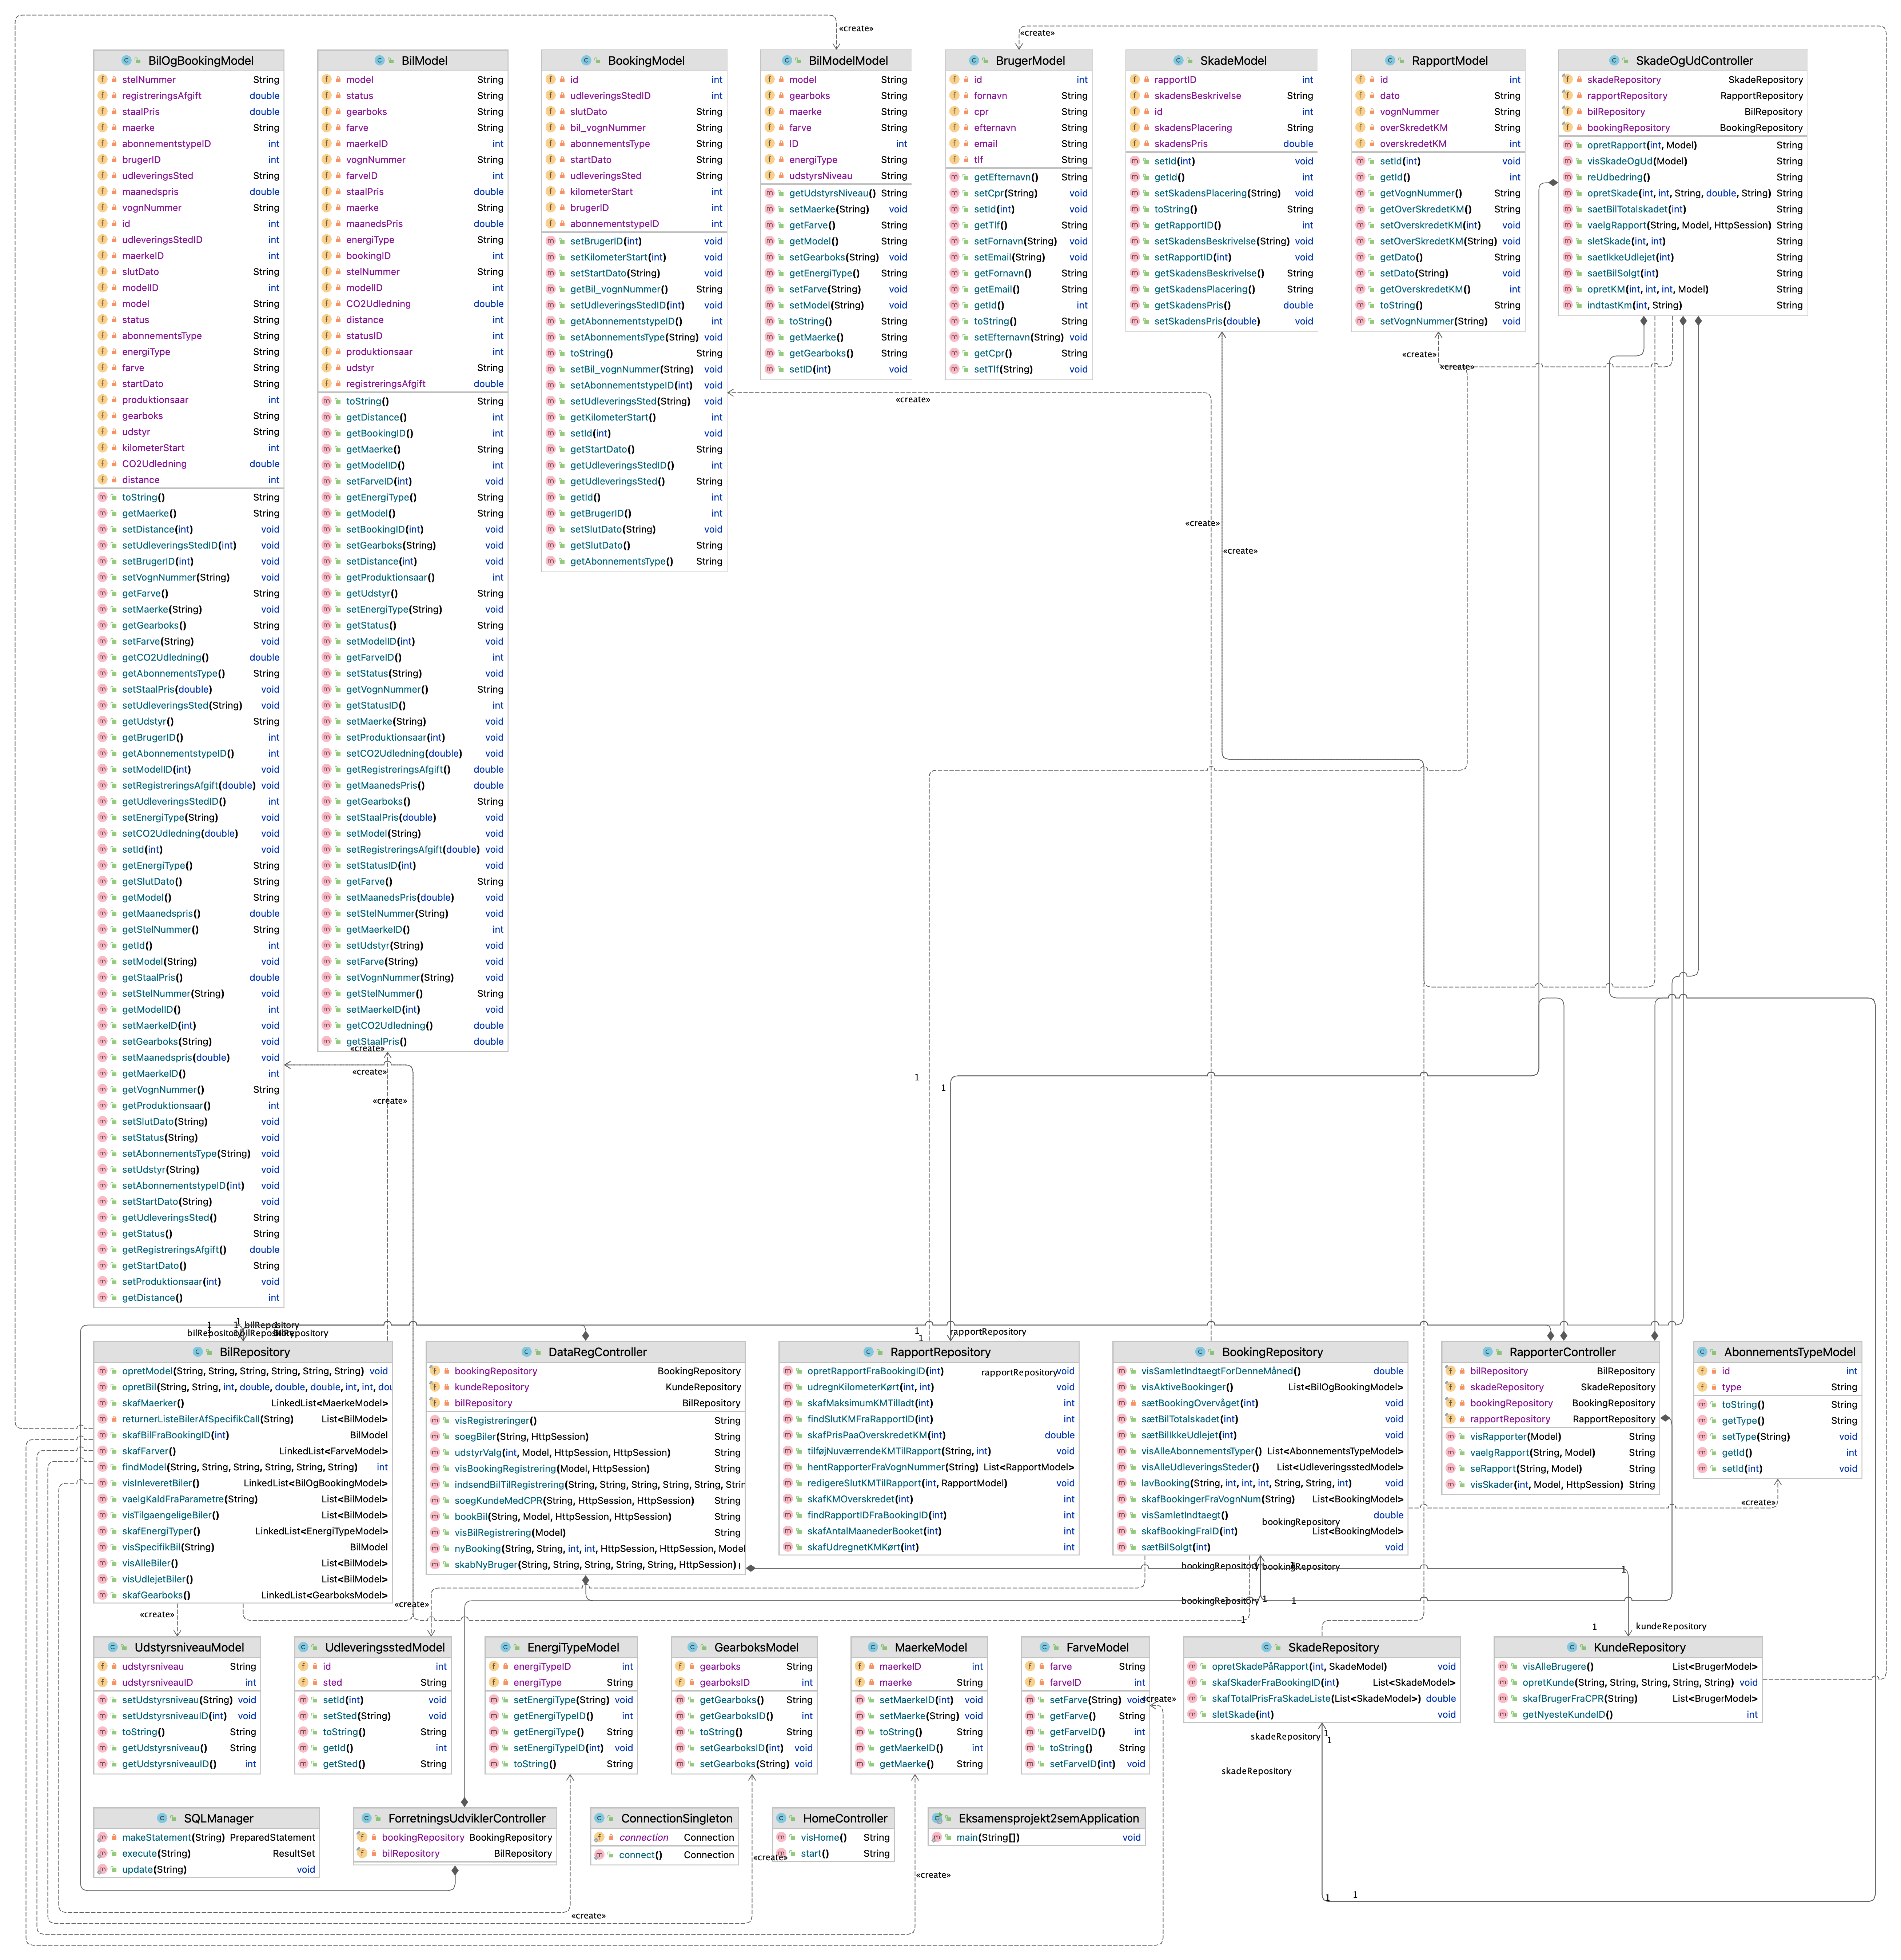 «create»
«create»
BilOgBookingModel
stelNummer String
registreringsAfgift double
staalPris double
maerke String
abonnementstypeID int
brugerID int
udleveringsSted String
maanedspris double
vognNummer String
id int
udleveringsStedID int
maerkeID int
slutDato String
modelID int
model String
status String
abonnementsType String
energiType String
farve String
startDato String
produktionsaar int
gearboks String
udstyr String
kilometerStart int
CO2Udledning double
distance int
toString() String
getMaerke() String
setDistance(int) void
setUdleveringsStedID(int) void
setBrugerID(int) void
setVognNummer(String) void
getFarve() String
setMaerke(String) void
getGearboks() String
setFarve(String) void
getCO2Udledning() double
getAbonnementsType() String
setStaalPris(double) void
setUdleveringsSted(String) void
getUdstyr() String
getBrugerID() int
getAbonnementstypeID() int
setModelID(int) void
setRegistreringsAfgift(double) void
getUdleveringsStedID() int
setEnergiType(String) void
setCO2Udledning(double) void
setId(int) void
getEnergiType() String
getSlutDato() String
getModel() String
getMaanedspris() double
getStelNummer() String
getId() int
setModel(String) void
getStaalPris() double
setStelNummer(String) void
getModelID() int
setMaerkeID(int) void
setGearboks(String) void
setMaanedspris(double) void
getMaerkeID() int
getVognNummer() String
getProduktionsaar() int
setSlutDato(String) void
setStatus(String) void
setAbonnementsType(String) void
setUdstyr(String) void
setAbonnementstypeID(int) void
setStartDato(String) void
getUdleveringsSted() String
getStatus() String
getRegistreringsAfgift() double
getStartDato() String
setProduktionsaar(int) void
getDistance() int
BilModel
model String
status String
gearboks String
farve String
maerkeID int
vognNummer String
farveID int
staalPris double
maerke String
maanedsPris double
energiType String
bookingID int
stelNummer String
modelID int
CO2Udledning double
distance int
statusID int
produktionsaar int
udstyr String
registreringsAfgift double
toString() String
getDistance() int
getBookingID() int
getMaerke() String
getModelID() int
setFarveID(int) void
getEnergiType() String
getModel() String
setBookingID(int) void
setGearboks(String) void
setDistance(int) void
getProduktionsaar() int
getUdstyr() String
setEnergiType(String) void
getStatus() String
setModelID(int) void
getFarveID() int
setStatus(String) void
getVognNummer() String
getStatusID() int
setMaerke(String) void
setProduktionsaar(int) void
setCO2Udledning(double) void
getRegistreringsAfgift() double
getMaanedsPris() double
getGearboks() String
setStaalPris(double) void
setModel(String) void
setRegistreringsAfgift(double) void
setStatusID(int) void
getFarve() String
setMaanedsPris(double) void
setStelNummer(String) void
getMaerkeID() int
setUdstyr(String) void
setFarve(String) void
setVognNummer(String) void
getStelNummer() String
setMaerkeID(int) void
getCO2Udledning() double
getStaalPris() double
«create»
«create»
«create»
BookingModel
id int
udleveringsStedID int
slutDato String
bil_vognNummer String
abonnementsType String
startDato String
udleveringsSted String
kilometerStart int
brugerID int
abonnementstypeID int
setBrugerID(int) void
setKilometerStart(int) void
setStartDato(String) void
getBil_vognNummer() String
setUdleveringsStedID(int) void
getAbonnementstypeID() int
setAbonnementsType(String) void
toString() String
setBil_vognNummer(String) void
setAbonnementstypeID(int) void
setUdleveringsSted(String) void
getKilometerStart() int
setId(int) void
getStartDato() String
getUdleveringsStedID() int
getUdleveringsSted() String
getId() int
getBrugerID() int
setSlutDato(String) void
getSlutDato() String
getAbonnementsType() String
BilModelModel
model String
gearboks String
maerke String
farve String
ID int
energiType String
udstyrsNiveau String
getUdstyrsNiveau() String
setMaerke(String) void
getFarve() String
getModel() String
setGearboks(String) void
getEnergiType() String
setFarve(String) void
setModel(String) void
toString() String
getMaerke() String
getGearboks() String
setID(int) void
BrugerModel
id int
fornavn String
cpr String
efternavn String
email String
tlf String
getEfternavn() String
setCpr(String) void
setId(int) void
getTlf() String
setFornavn(String) void
setEmail(String) void
getFornavn() String
getEmail() String
getId() int
toString() String
setEfternavn(String) void
getCpr() String
setTlf(String) void
SkadeModel
rapportID int
skadensBeskrivelse String
id int
skadensPlacering String
skadensPris double
setId(int) void
getId() int
setSkadensPlacering(String) void
toString() String
getRapportID() int
setSkadensBeskrivelse(String) void
setRapportID(int) void
getSkadensBeskrivelse() String
getSkadensPlacering() String
getSkadensPris() double
setSkadensPris(double) void
RapportModel
id int
dato String
vognNummer String
overSkredetKM String
overskredetKM int
setId(int) void
getId() int
getVognNummer() String
getOverSkredetKM() String
setOverskredetKM(int) void
setOverSkredetKM(String) void
getDato() String
setDato(String) void
getOverskredetKM() int
toString() String
setVognNummer(String) void
SkadeOgUdController
skadeRepository SkadeRepository
rapportRepository RapportRepository
bilRepository BilRepository
bookingRepository BookingRepository
opretRapport(int, Model) String
visSkadeOgUd(Model) String
reUdbedring() String
opretSkade(int, int, String, double, String) String
saetBilTotalskadet(int) String
vaelgRapport(String, Model, HttpSession) String
sletSkade(int, int) String
saetIkkeUdlejet(int) String
saetBilSolgt(int) String
opretKM(int, int, int, Model) String
indtastKm(int, String) String
«create»
«create»
«create»
«create»
«create»
1
1
1
1
1
bilRepository
bilRepository
bilRepository
bilRepository
1
1
rapportRepository
BilRepository
opretModel(String, String, String, String, String, String) void
opretBil(String, String, int, double, double, double, int, int, dou
skafMaerker() LinkedList<MaerkeModel>
returnerListeBilerAfSpecifikCall(String) List<BilModel>
skafBilFraBookingID(int) BilModel
skafFarver() LinkedList<FarveModel>
findModel(String, String, String, String, String, String) int
visInleveretBiler() LinkedList<BilOgBookingModel>
vaelgKaldFraParametre(String) List<BilModel>
visTilgaengeligeBiler() List<BilModel>
skafEnergiTyper() LinkedList<EnergiTypeModel>
visSpecifikBil(String) BilModel
visAlleBiler() List<BilModel>
visUdlejetBiler() List<BilModel>
skafGearboks() LinkedList<GearboksModel>
DataRegController
bookingRepository BookingRepository
kundeRepository KundeRepository
bilRepository BilRepository
visRegistreringer() String
soegBiler(String, HttpSession) String
udstyrValg(int, Model, HttpSession, HttpSession) String
visBookingRegistrering(Model, HttpSession) String
indsendBilTilRegistrering(String, String, String, String, String, Strin
soegKundeMedCPR(String, HttpSession, HttpSession) String
bookBil(String, Model, HttpSession, HttpSession) String
visBilRegistrering(Model) String
nyBooking(String, String, int, int, HttpSession, HttpSession, Model
skabNyBruger(String, String, String, String, String, HttpSession)
RapportRepository
opretRapportFraBookingID(int) void
rapportRepository
udregnKilometerKørt(int, int) void
skafMaksimumKMTilladt(int) int
findSlutKMFraRapportID(int) int
skafPrisPaaOverskredetKM(int) double
tilføjNuværrendeKMTilRapport(String, int) void
hentRapporterFraVognNummer(String) List<RapportModel>
redigereSlutKMTilRapport(int, RapportModel) void
skafKMOverskredet(int) int
findRapportIDFraBookingID(int) int
skafAntalMaanederBooket(int) int
skafUdregnetKMKørt(int) int
BookingRepository
visSamletIndtaegtForDenneMåned() double
visAktiveBookinger() List<BilOgBookingModel>
sætBookingOvervåget(int) void
sætBilTotalskadet(int) void
sætBilIkkeUdlejet(int) void
visAlleAbonnementsTyper() List<AbonnementsTypeModel>
visAlleUdleveringsSteder() List<UdleveringsstedModel>
lavBooking(String, int, int, int, String, String, int) void
skafBookingerFraVognNum(String) List<BookingModel>
visSamletIndtaegt() double
bookingRepository
skafBookingFraID(int) List<BookingModel>
sætBilSolgt(int) void
RapporterController
bilRepository BilRepository
skadeRepository SkadeRepository
bookingRepository BookingRepository
rapportRepository RapportRepository
visRapporter(Model) String
vaelgRapport(String, Model) String
seRapport(String, Model) String
visSkader(int, Model, HttpSession) String
AbonnementsTypeModel
id int
type String
toString() String
getType() String
setType(String) void
getId() int
setId(int) void
«create»
bookingRepository
1
1
bookingRepository
1
bookingRepository
1
1
1
1
1
kundeRepository
«create»
«create»
UdstyrsniveauModel
udstyrsniveau String
udstyrsniveauID int
setUdstyrsniveau(String) void
setUdstyrsniveauID(int) void
toString() String
getUdstyrsniveau() String
getUdstyrsniveauID() int
UdleveringsstedModel
id int
sted String
setId(int) void
setSted(String) void
toString() String
getId() int
getSted() String
EnergiTypeModel
energiTypeID int
energiType String
setEnergiType(String) void
getEnergiTypeID() int
getEnergiType() String
setEnergiTypeID(int) void
toString() String
GearboksModel
gearboks String
gearboksID int
getGearboks() String
getGearboksID() int
toString() String
setGearboksID(int) void
setGearboks(String) void
MaerkeModel
maerkeID int
maerke String
setMaerkeID(int) void
setMaerke(String) void
toString() String
getMaerkeID() int
getMaerke() String
FarveModel
farve String
farveID int
setFarve(String) void
«create»
getFarve() String
getFarveID() int
toString() String
setFarveID(int) void
SkadeRepository
opretSkadePåRapport(int, SkadeModel) void
skafSkaderFraBookingID(int) List<SkadeModel>
skafTotalPrisFraSkadeListe(List<SkadeModel>) double
sletSkade(int) void
KundeRepository
visAlleBrugere() List<BrugerModel>
opretKunde(String, String, String, String, String) void
skafBrugerFraCPR(String) List<BrugerModel>
getNyesteKundeID() int
skadeRepository
1
1
skadeRepository
SQLManager
makeStatement(String) PreparedStatement
execute(String) ResultSet
update(String) void
ForretningsUdviklerController
bookingRepository BookingRepository
bilRepository BilRepository
ConnectionSingleton
connection Connection
connect() Connection
HomeController
visHome() String
start() String
«create»
Eksamensprojekt2semApplication
main(String[]) void
«create»
«create»
1
1